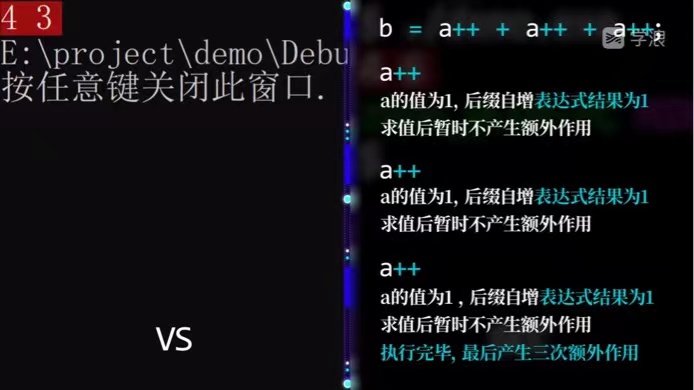 4 3
E:\project\demo\Debu
按任意键关闭此窗口.
VS
b = a++ + a++ + a++;
学浪
a++
a的值为1, 后缀自增表达式结果为1
求值后暂时不产生额外作用
a++
a的值为1, 后缀自增表达式结果为1
求值后暂时不产生额外作用
a++
a的值为1 , 后缀自增表达式结果为1
求值后暂时不产生额外作用
执行完毕, 最后产生三次额外作用